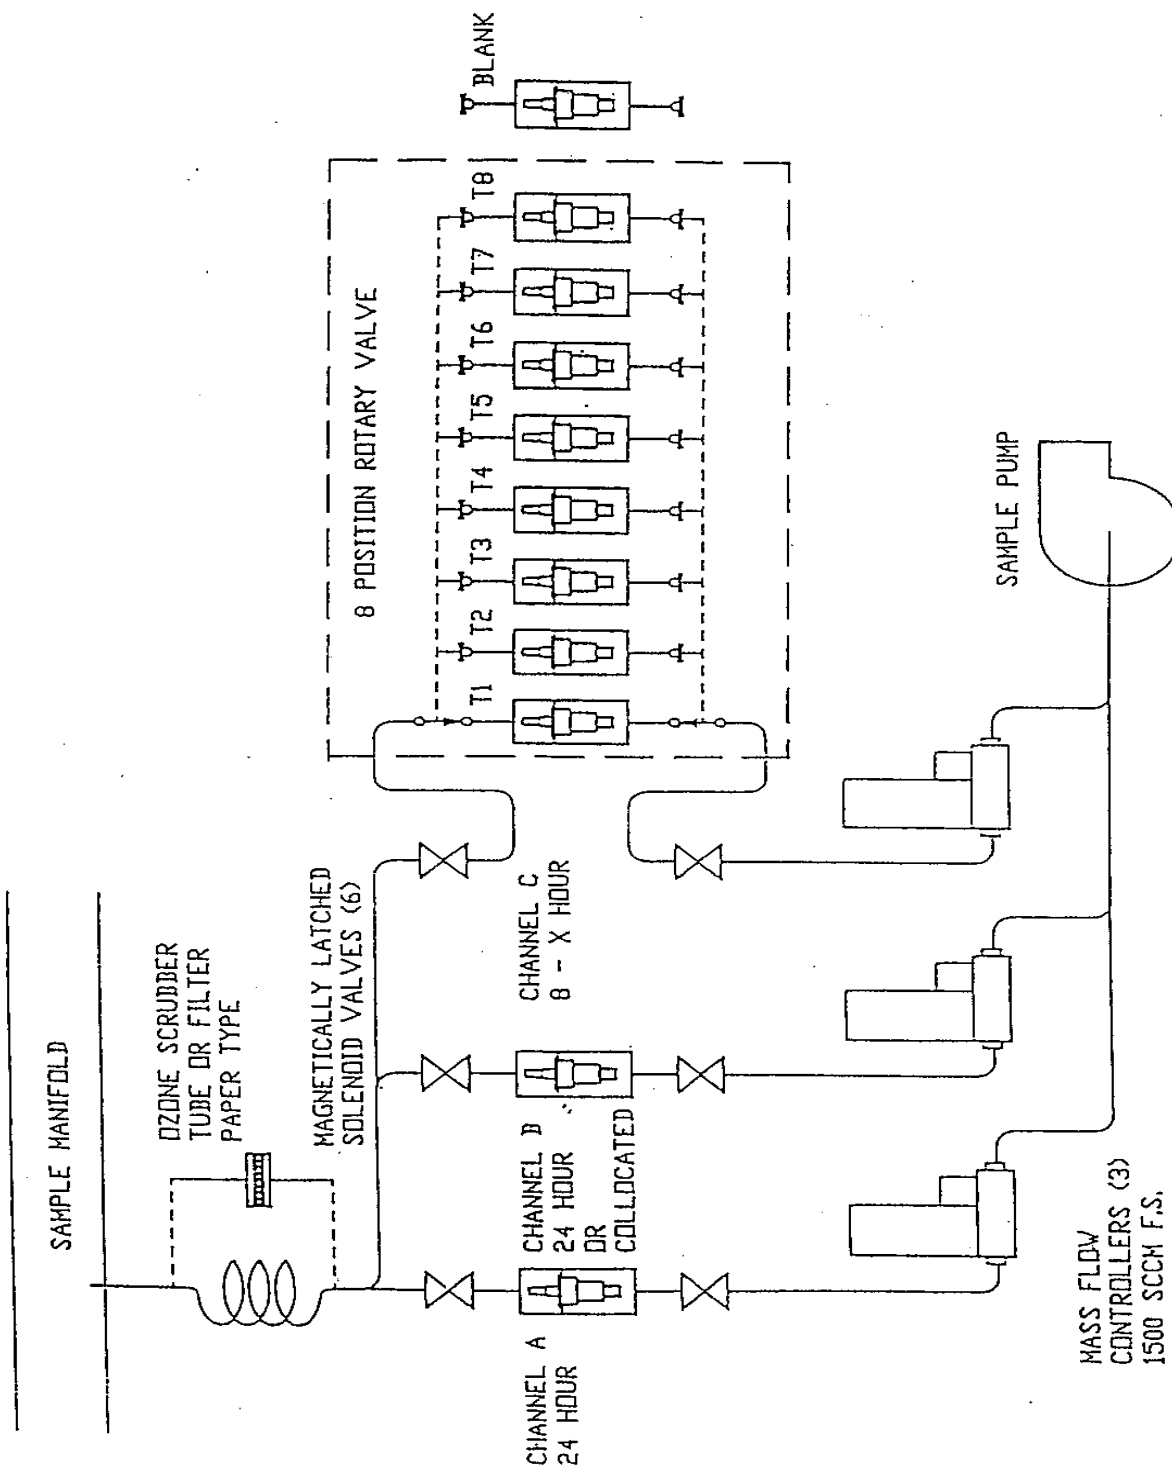 SAMPLE MANIFOLD
OZONE SCRUBBER
TUBE OR FILTER
PAPER TYPE
MAGNETICALLY LATCHED
SOLENOID VALVES (6)
8 POSITION ROTARY VALVE
T1
T2
T3
T4
T5
T6
T7
T8
BLANK
CHANNEL A
24 HOUR
CHANNEL B
24 HOUR
OR
COLLOCATED
CHANNEL C
8 - X HOUR
MASS FLOW
CONTROLLERS (3)
1500 SCCM F.S.
SAMPLE PUMP